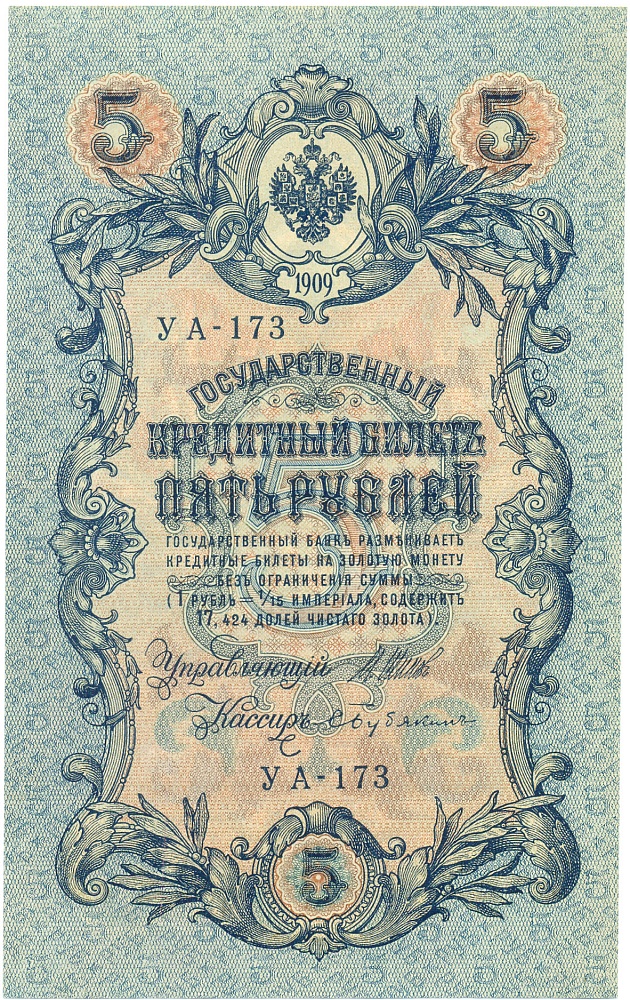 5 5
1909
УА-173
ГОСУДАРСТВЕННЫЙ
КРЕДИТНЫЙ БИЛЕТЪ
ПЯТЬ РУБЛЕЙ
ГОСУДАРСТВЕННЫЙ БАНКЪ РАЗМѢНИВАЕТЪ
КРЕДИТНЫЕ БИЛЕТЫ НА ЗОЛОТУЮ МОНЕТУ
БЕЗЪ ОГРАНИЧЕНІЯ СУММЫ
(1 РУБЛЬ = 1/15 ИМПЕРІАЛА, СОДЕРЖИТЪ
17,424 ДОЛЕЙ ЧИСТАГО ЗОЛОТА).
Управляющій
Кассиръ С Бубякинъ
УА-173
5